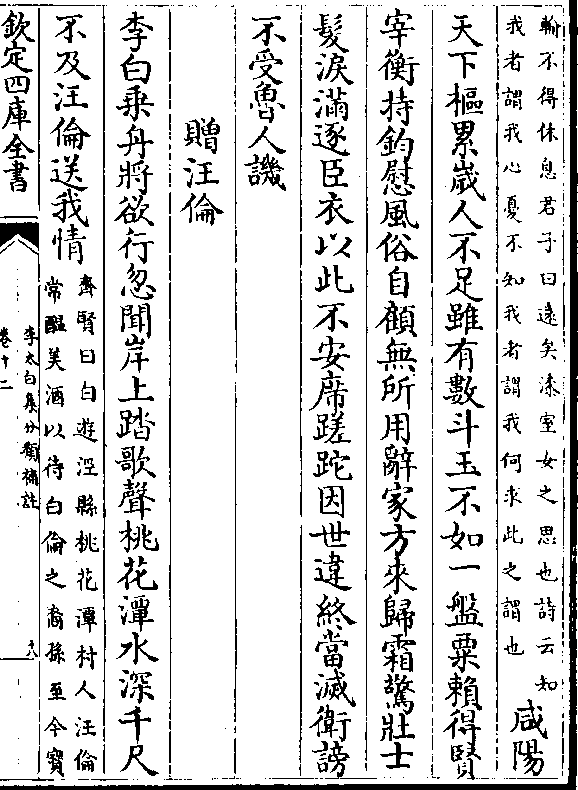 輸不得休息君子曰逺矣漆室女之思也詩云知
我者謂我心憂不知我者謂我何求此之謂也
咸陽
天下樞累歲人不足雖有數斗玉不如一盤粟頼得賢
宰衡持鈞慰風俗自顧無所用辭家方來歸霜驚壯士
髮淚滿逐臣衣以此不安席蹉跎因世違終當滅衛謗
不受魯人譏
贈汪倫
李白乗舟將欲行忽聞岸上踏歌聲桃花潭水深千尺
不及汪倫送我情
齊賢曰白遊涇縣桃花潭村人汪倫
常醖美酒以待白倫之裔孫至今寳
欽定四庫全書
李太白集分類補註
卷十二
十八